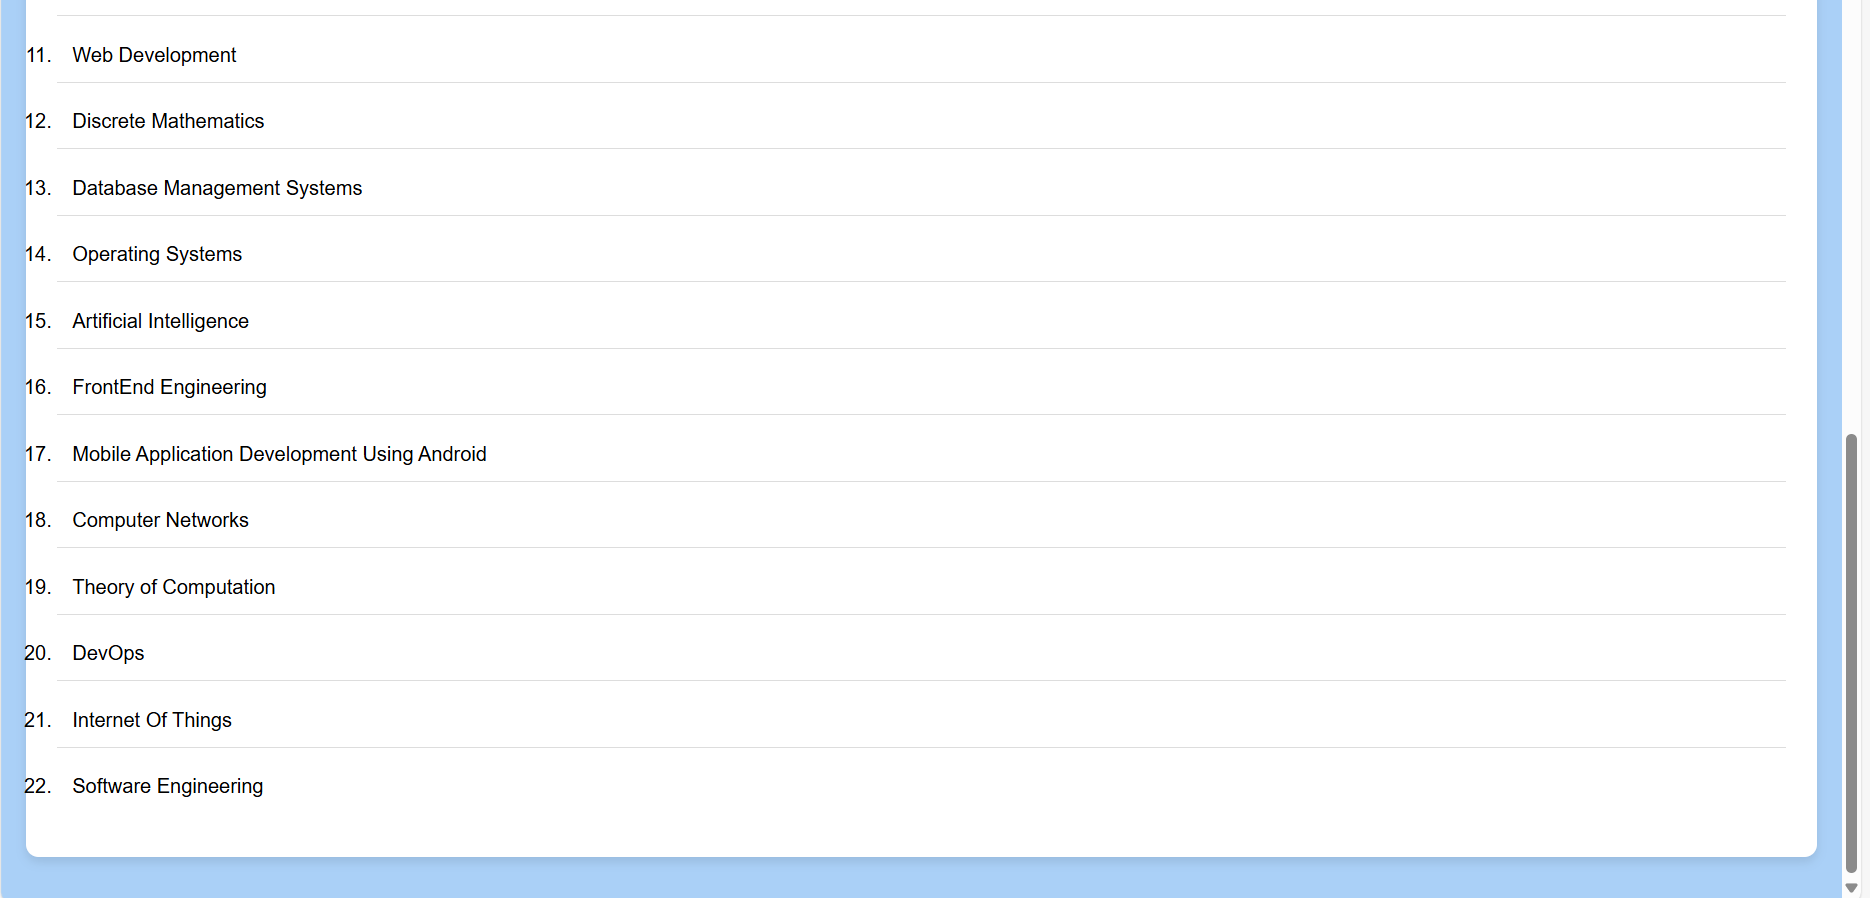 11. Web Development
12. Discrete Mathematics
13. Database Management Systems
14. Operating Systems
15. Artificial Intelligence
16. FrontEnd Engineering
17. Mobile Application Development Using Android
18. Computer Networks
19. Theory of Computation
20. DevOps
21. Internet Of Things
22. Software Engineering